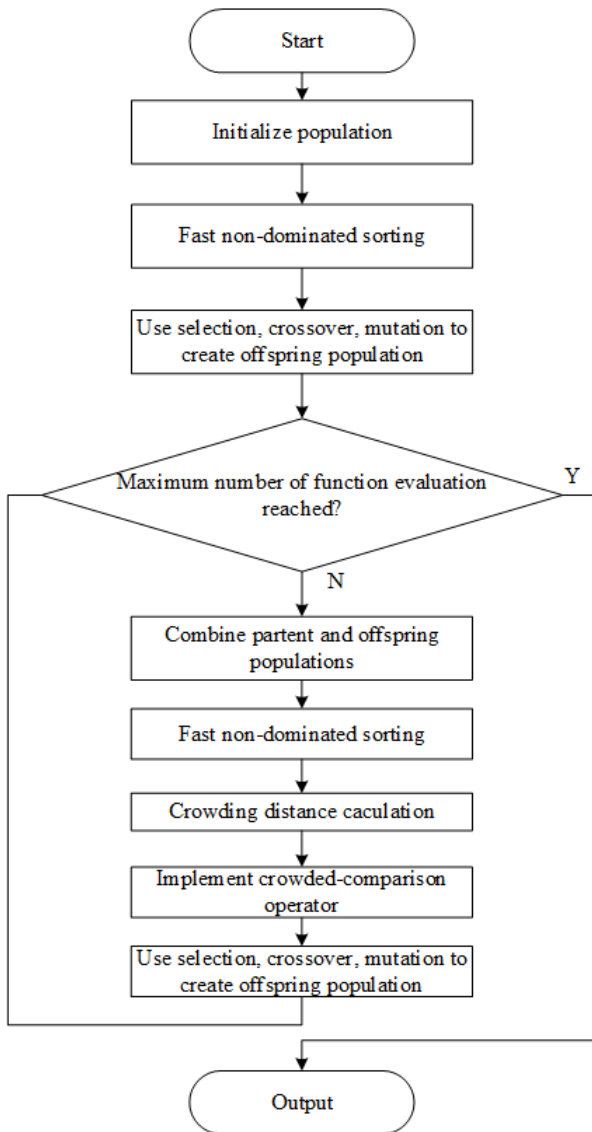 Start
Initialize population
Fast non-dominated sorting
Use selection, crossover, mutation to
create offspring population
Maximum number of function evaluation
reached?
Y
N
Combine partent and offspring
populations
Fast non-dominated sorting
Crowding distance caculation
Implement crowded-comparison
operator
Use selection, crossover, mutation to
create offspring population
Output